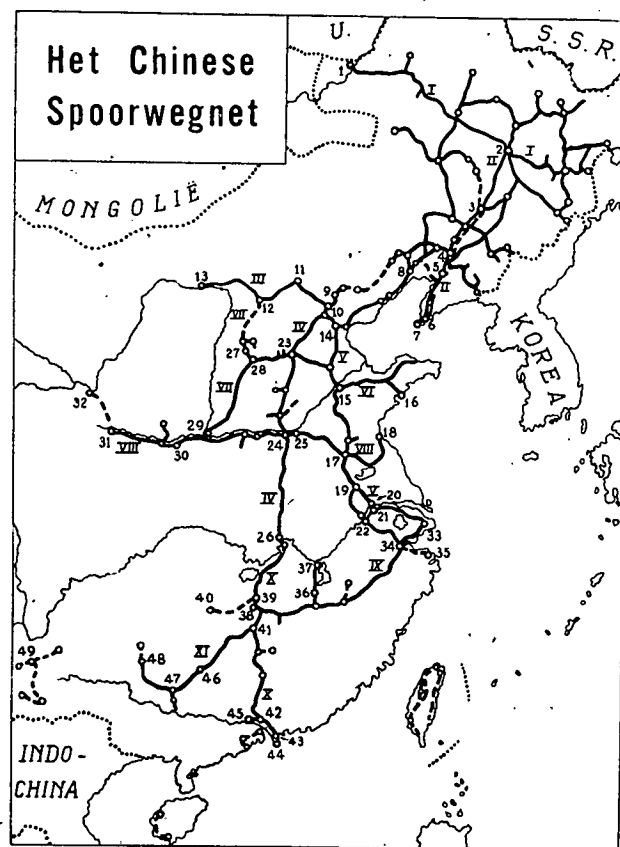 Het Chinese
Spoorwegnet
U.
S. S. R.
MONGOLIË
KOREA
INDO-
CHINA
1
I
2
I
II
3
4
5
II
6
7
8
9
10
11
III
12
13
VII
IV
14
23
V
27
28
VII
15
VI
16
32
31
VIII
30
29
24
25
17
VIII
18
IV
19
V
20
21
22
33
26
34
35
IX
37
X
36
40
39
38
41
XI
49
48
47
46
X
45
42
43
44